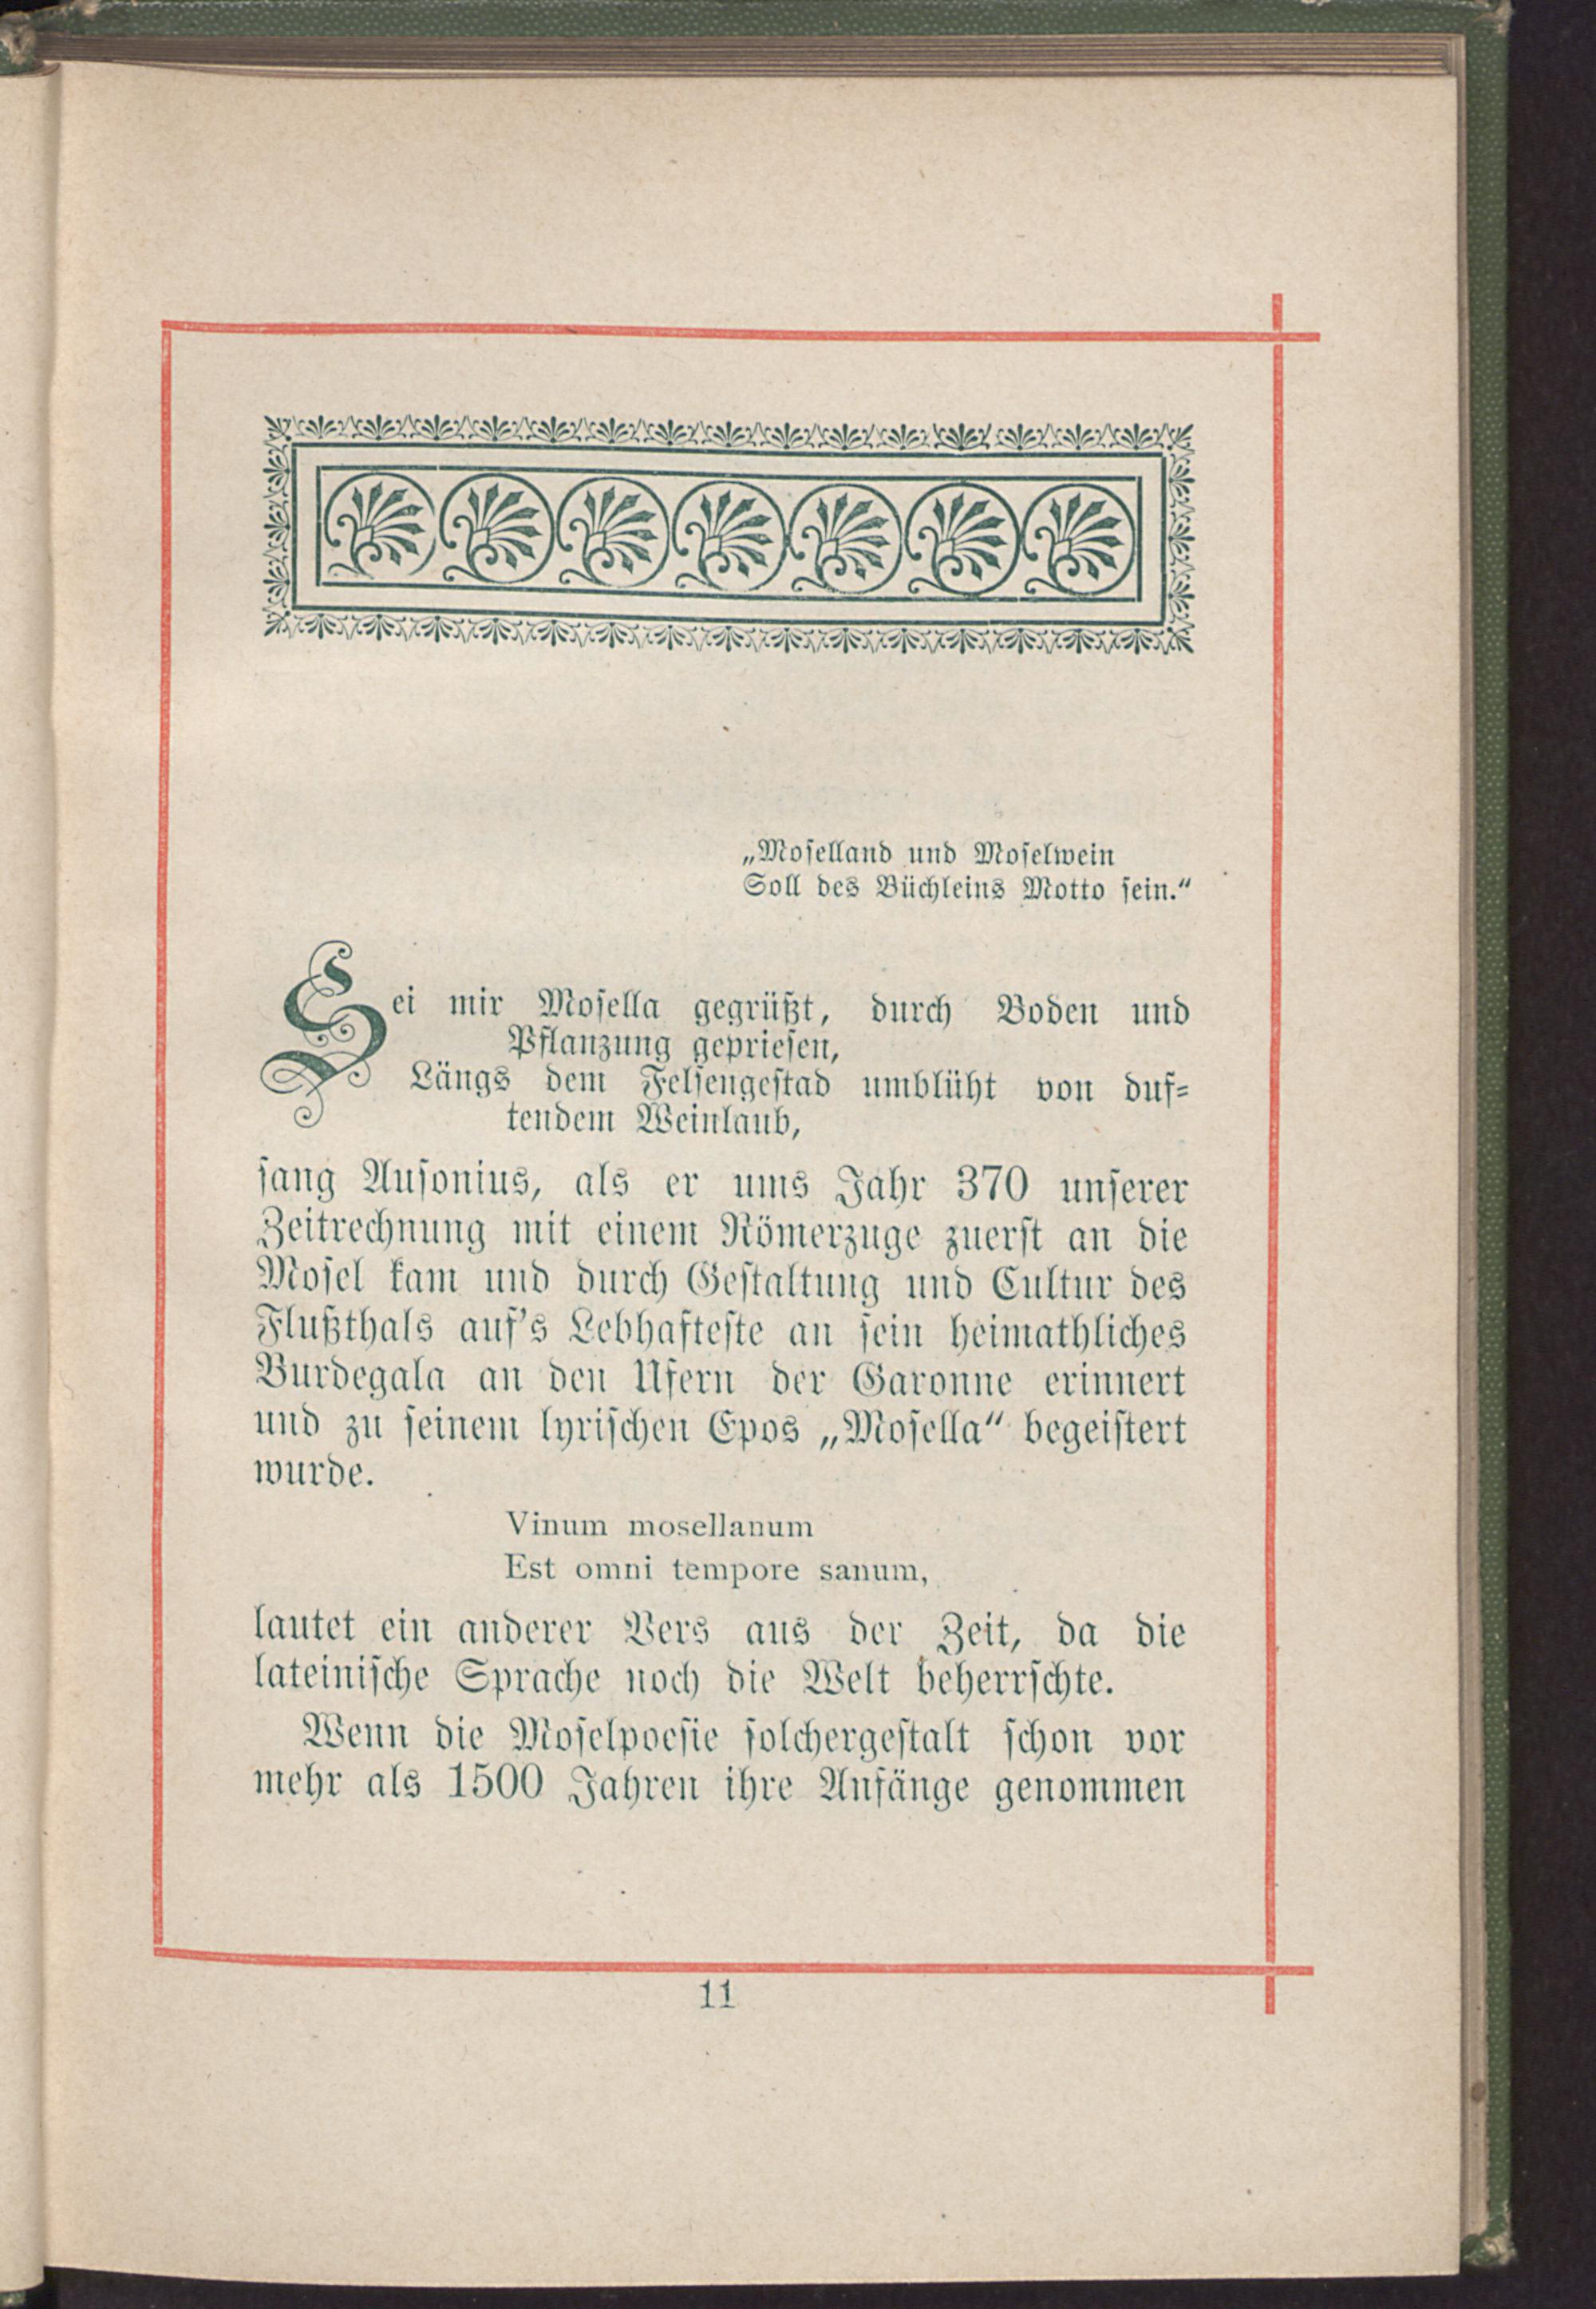 „Moselland und Moselwein
Soll des Büchleins Motto sein.“
Sei mir Mosella gegrüßt, durch Boden und
Pflanzung gepriesen,
Längs dem Felsengestad umblüht von duf-
tendem Weinlaub,
sang Ausonius, als er ums Jahr 370 unserer
Zeitrechnung mit einem Römerzuge zuerst an die
Mosel kam und durch Gestaltung und Cultur des
Flußthals auf's Lebhafteste an sein heimathliches
Burdegala an den Ufern der Garonne erinnert
und zu seinem lyrischen Epos „Mosella“ begeistert
wurde.
Vinum mosellanum
Est omni tempore sanum,
lautet ein anderer Vers aus der Zeit, da die
lateinische Sprache noch die Welt beherrschte.
Wenn die Moselpoesie solchergestalt schon vor
mehr als 1500 Jahren ihre Anfänge genommen
11